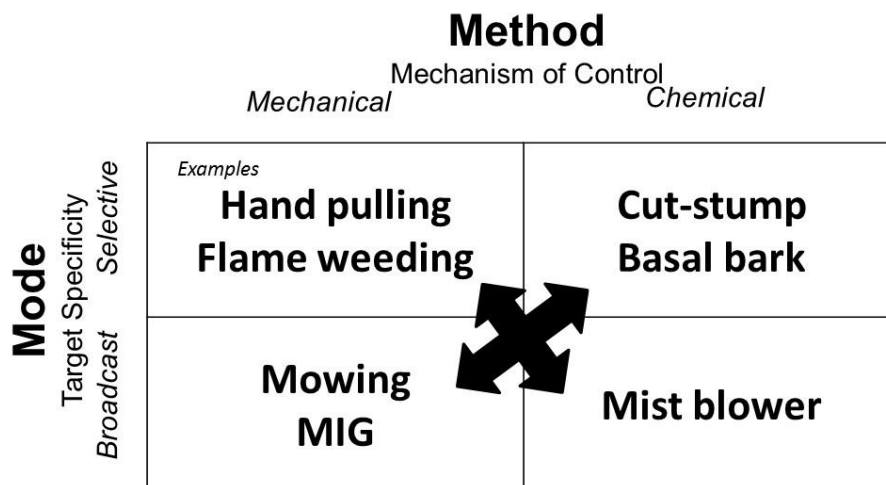 Method
Mechanism of Control
Mechanical
Chemical
Mode
Target Specificity
Selective
Broadcast
Examples
Hand pulling
Flame weeding
Cut-stump
Basal bark
Mowing
MIG
Mist blower